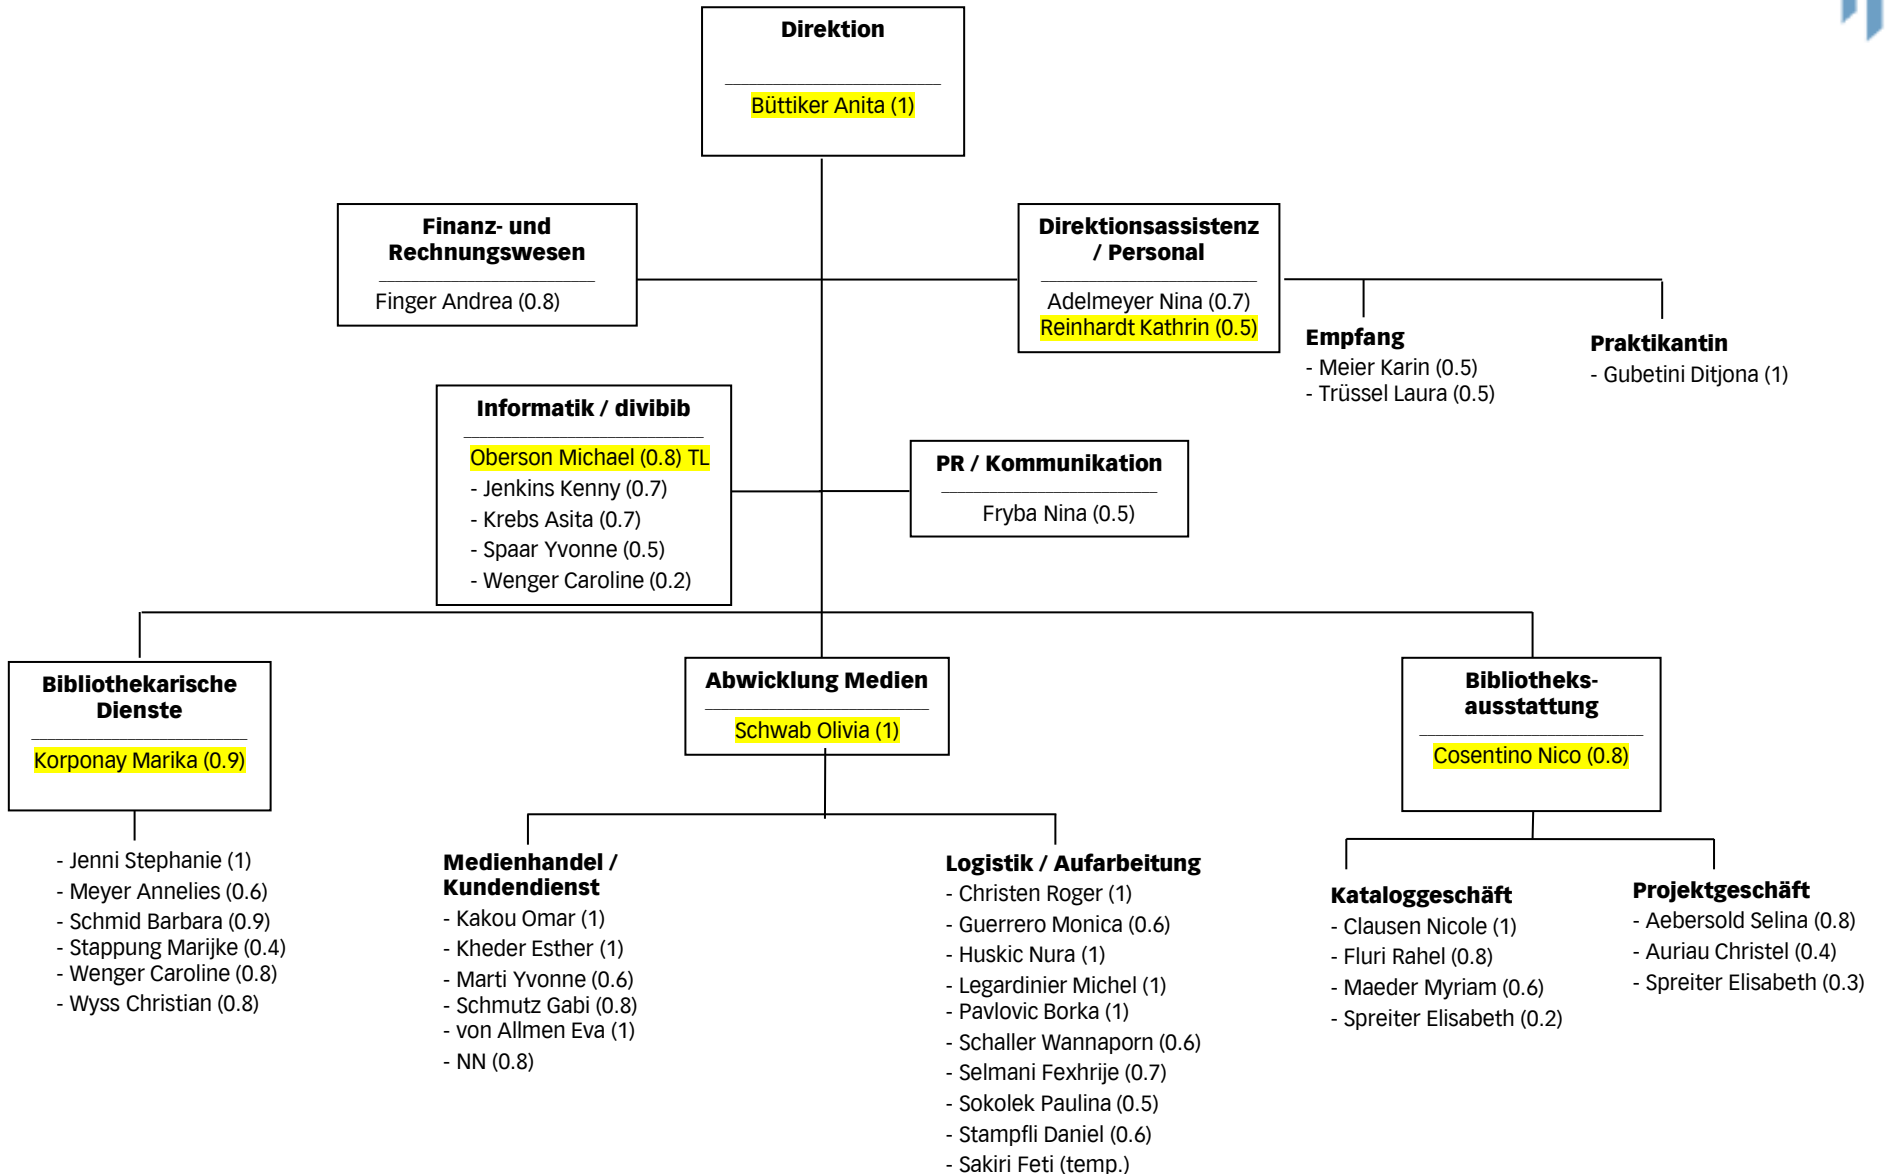 Direktion
Büttiker Anita (1)
Finanz- und
Rechnungswesen
Finger Andrea (0.8)
Direktionsassistenz
/ Personal
Adelmeyer Nina (0.7)
Reinhardt Kathrin (0.5)
Empfang
- Meier Karin (0.5)
- Trüssel Laura (0.5)
Praktikantin
- Gubetini Ditjona (1)
Informatik / divibib
Oberson Michael (0.8) TL
- Jenkins Kenny (0.7)
- Krebs Asita (0.7)
- Spaar Yvonne (0.5)
- Wenger Caroline (0.2)
PR / Kommunikation
Fryba Nina (0.5)
Bibliothekarische
Dienste
Korponay Marika (0.9)
- Jenni Stephanie (1)
- Meyer Annelies (0.6)
- Schmid Barbara (0.9)
- Stappung Marijke (0.4)
- Wenger Caroline (0.8)
- Wyss Christian (0.8)
Abwicklung Medien
Schwab Olivia (1)
Medienhandel /
Kundendienst
- Kakou Omar (1)
- Kheder Esther (1)
- Marti Yvonne (0.6)
- Schmutz Gabi (0.8)
- von Allmen Eva (1)
- NN (0.8)
Logistik / Aufarbeitung
- Christen Roger (1)
- Guerrero Monica (0.6)
- Huskic Nura (1)
- Legardinier Michel (1)
- Pavlovic Borka (1)
- Schaller Wannaporn (0.6)
- Selmani Fexhrije (0.7)
- Sokolek Paulina (0.5)
- Stampfli Daniel (0.6)
- Sakiri Feti (temp.)
Bibliotheks-
ausstattung
Cosentino Nico (0.8)
Kataloggeschäft
- Clausen Nicole (1)
- Fluri Rahel (0.8)
- Maeder Myriam (0.6)
- Spreiter Elisabeth (0.2)
Projektgeschäft
- Aebersold Selina (0.8)
- Auriau Christel (0.4)
- Spreiter Elisabeth (0.3)